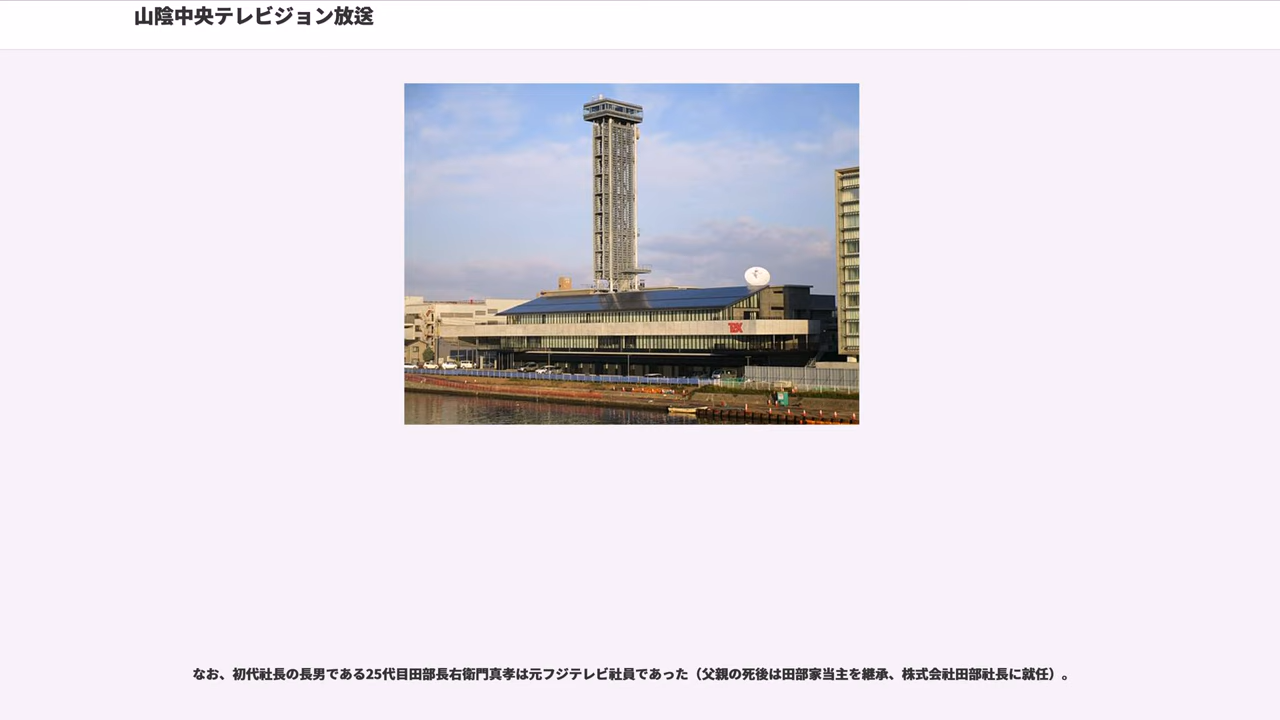 山陰中央テレビジョン放送
TSK
なお、初代社長の長男である25代目田部長右衛門真孝は元フジテレビ社員であった（父親の死後は田部家当主を継承、株式会社田部社長に就任）。